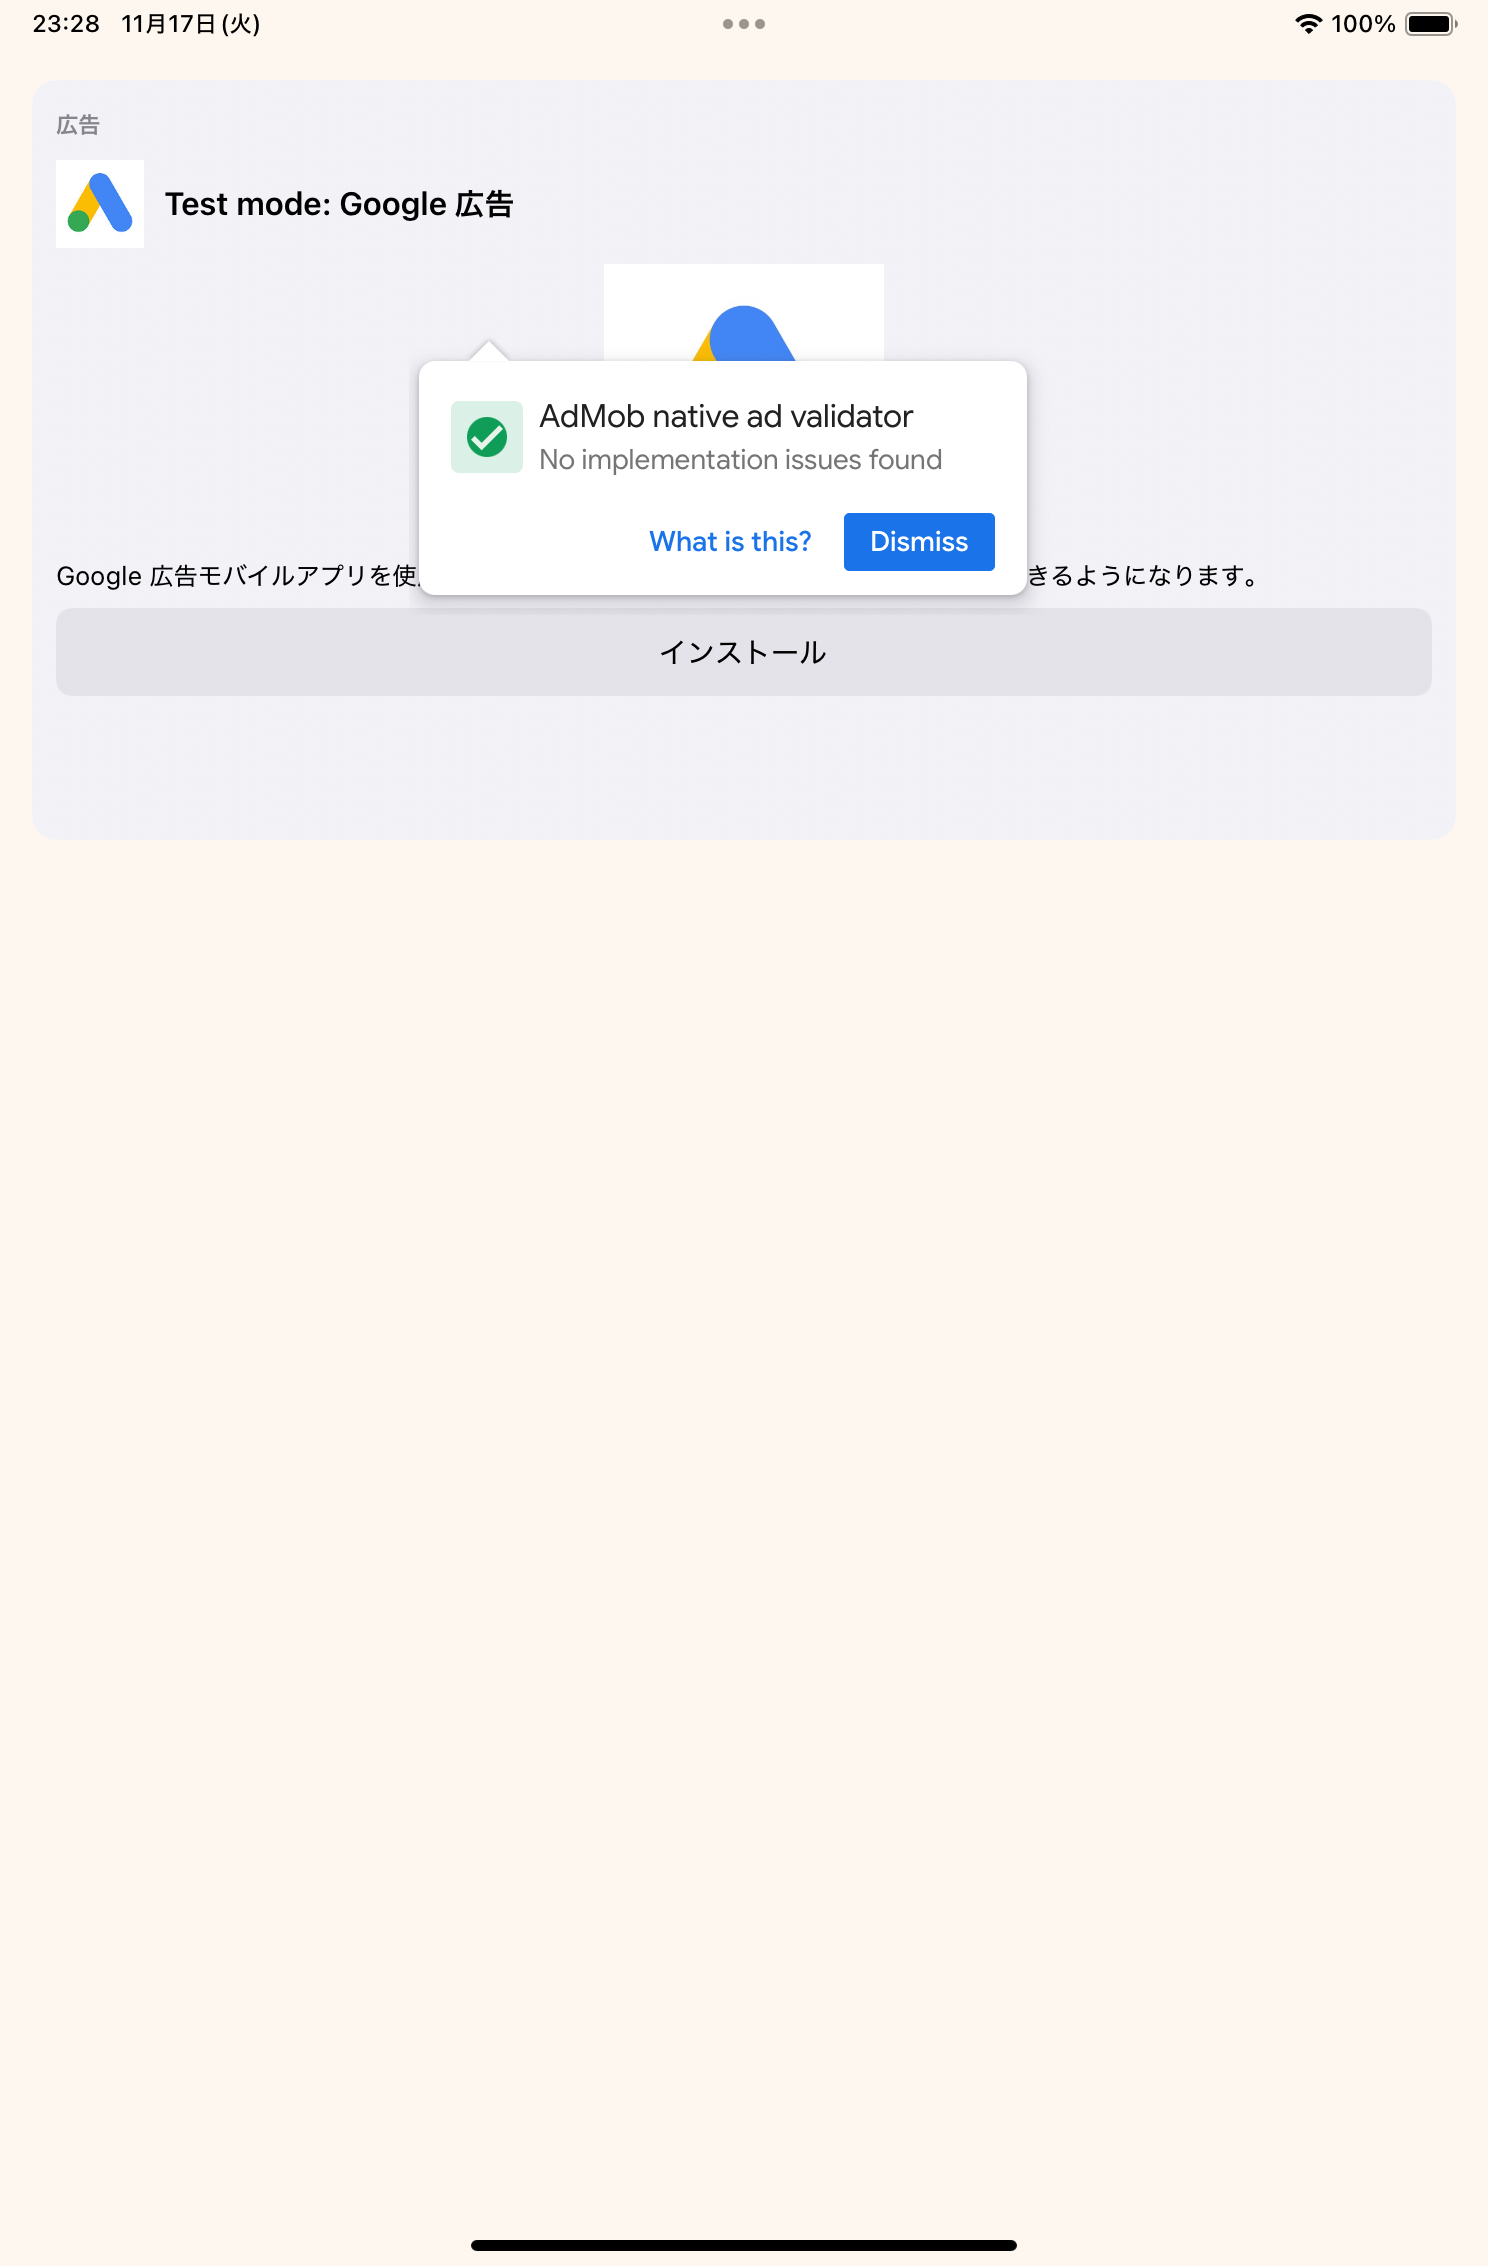 23:28 11月17日(火)
100%
広告
Test mode: Google 広告
AdMob native ad validator
No implementation issues found
What is this? Dismiss
Google 広告モバイルアプリを使 きるようになります。
インストール